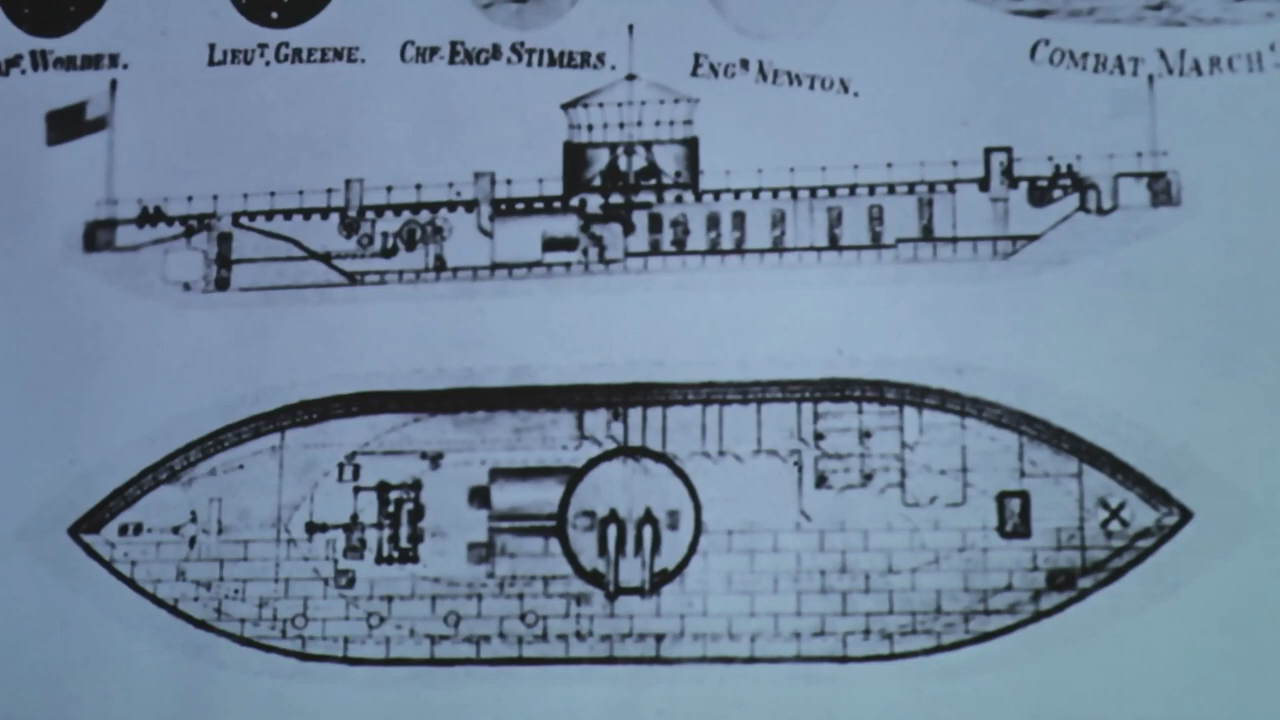 WORDEN.
LIEUT. GREENE.
CHF. ENGR STIMERS.
ENGR NEWTON.
COMBAT, MARCH